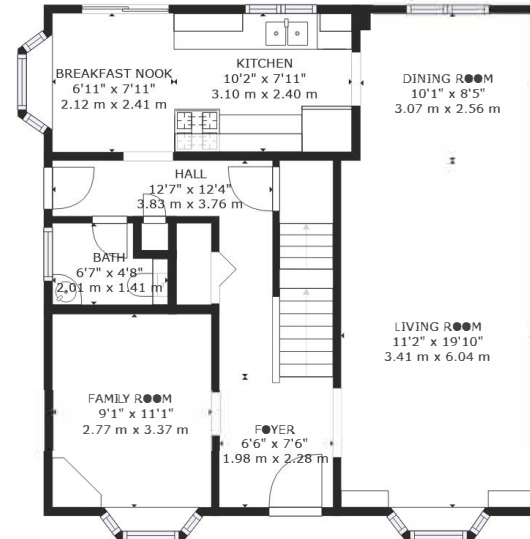 KITCHEN
10'2" x 7'11"
3.10 m x 2.40 m
BREAKFAST NOOK
6'11" x 7'11"
2.12 m x 2.41 m
DINING ROOM
10'1" x 8'5"
3.07 m x 2.56 m
HALL
12'7" x 12'4"
3.83 m x 3.76 m
BATH
6'7" x 4'8"
2.01 m x 1.41 m
LIVING ROOM
11'2" x 19'10"
3.41 m x 6.04 m
FAMILY ROOM
9'1" x 11'1"
2.77 m x 3.37 m
FOYER
6'6" x 7'6"
1.98 m x 2.28 m